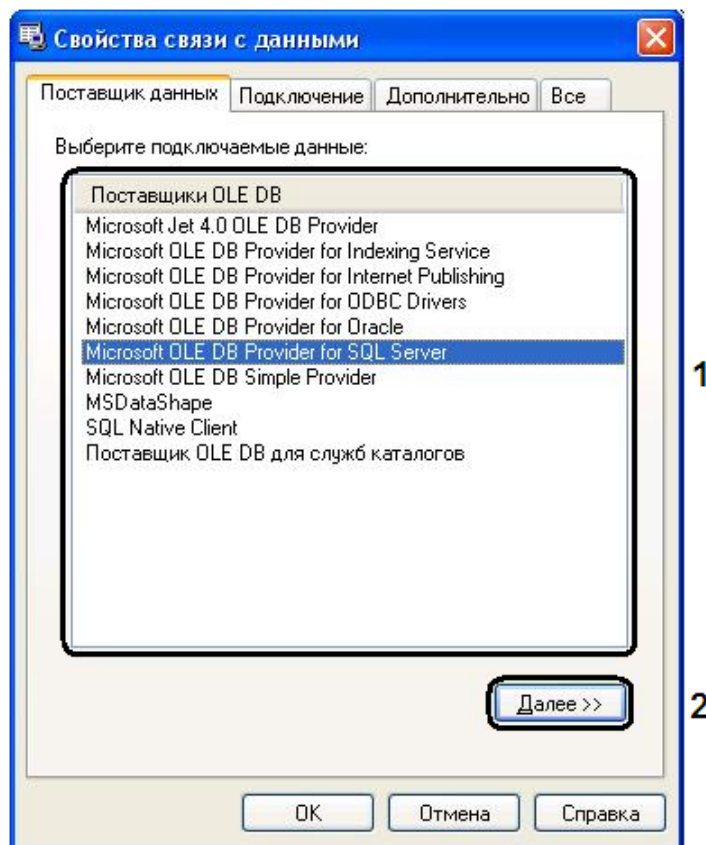 Свойства связи с данными
Поставщик данных Подключение Дополнительно Все
Выберите подключаемые данные:
Поставщики OLE DB
Microsoft Jet 4.0 OLE DB Provider
Microsoft OLE DB Provider for Indexing Service
Microsoft OLE DB Provider for Internet Publishing
Microsoft OLE DB Provider for ODBC Drivers
Microsoft OLE DB Provider for Oracle
Microsoft OLE DB Provider for SQL Server
1
Microsoft OLE DB Simple Provider
MSDataShape
SQL Native Client
Поставщик OLE DB для служб каталогов
Далее >>
2
OK Отмена Справка